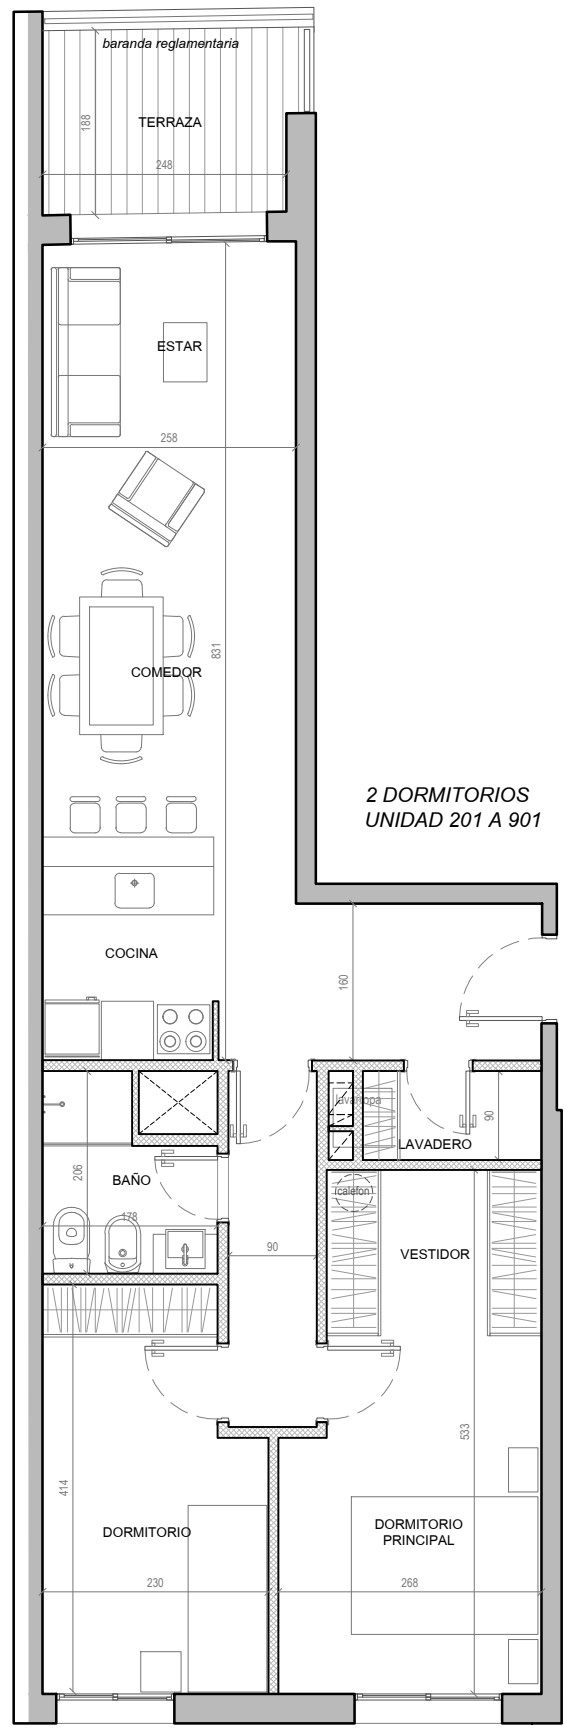 baranda reglamentaria
188
TERRAZA
248
ESTAR
258
831
COMEDOR
2 DORMITORIOS
UNIDAD 201 A 901
COCINA
160
lavarropa
90
LAVADERO
206
BAÑO
calefon
178
90
VESTIDOR
414
533
DORMITORIO
DORMITORIO
PRINCIPAL
230
268